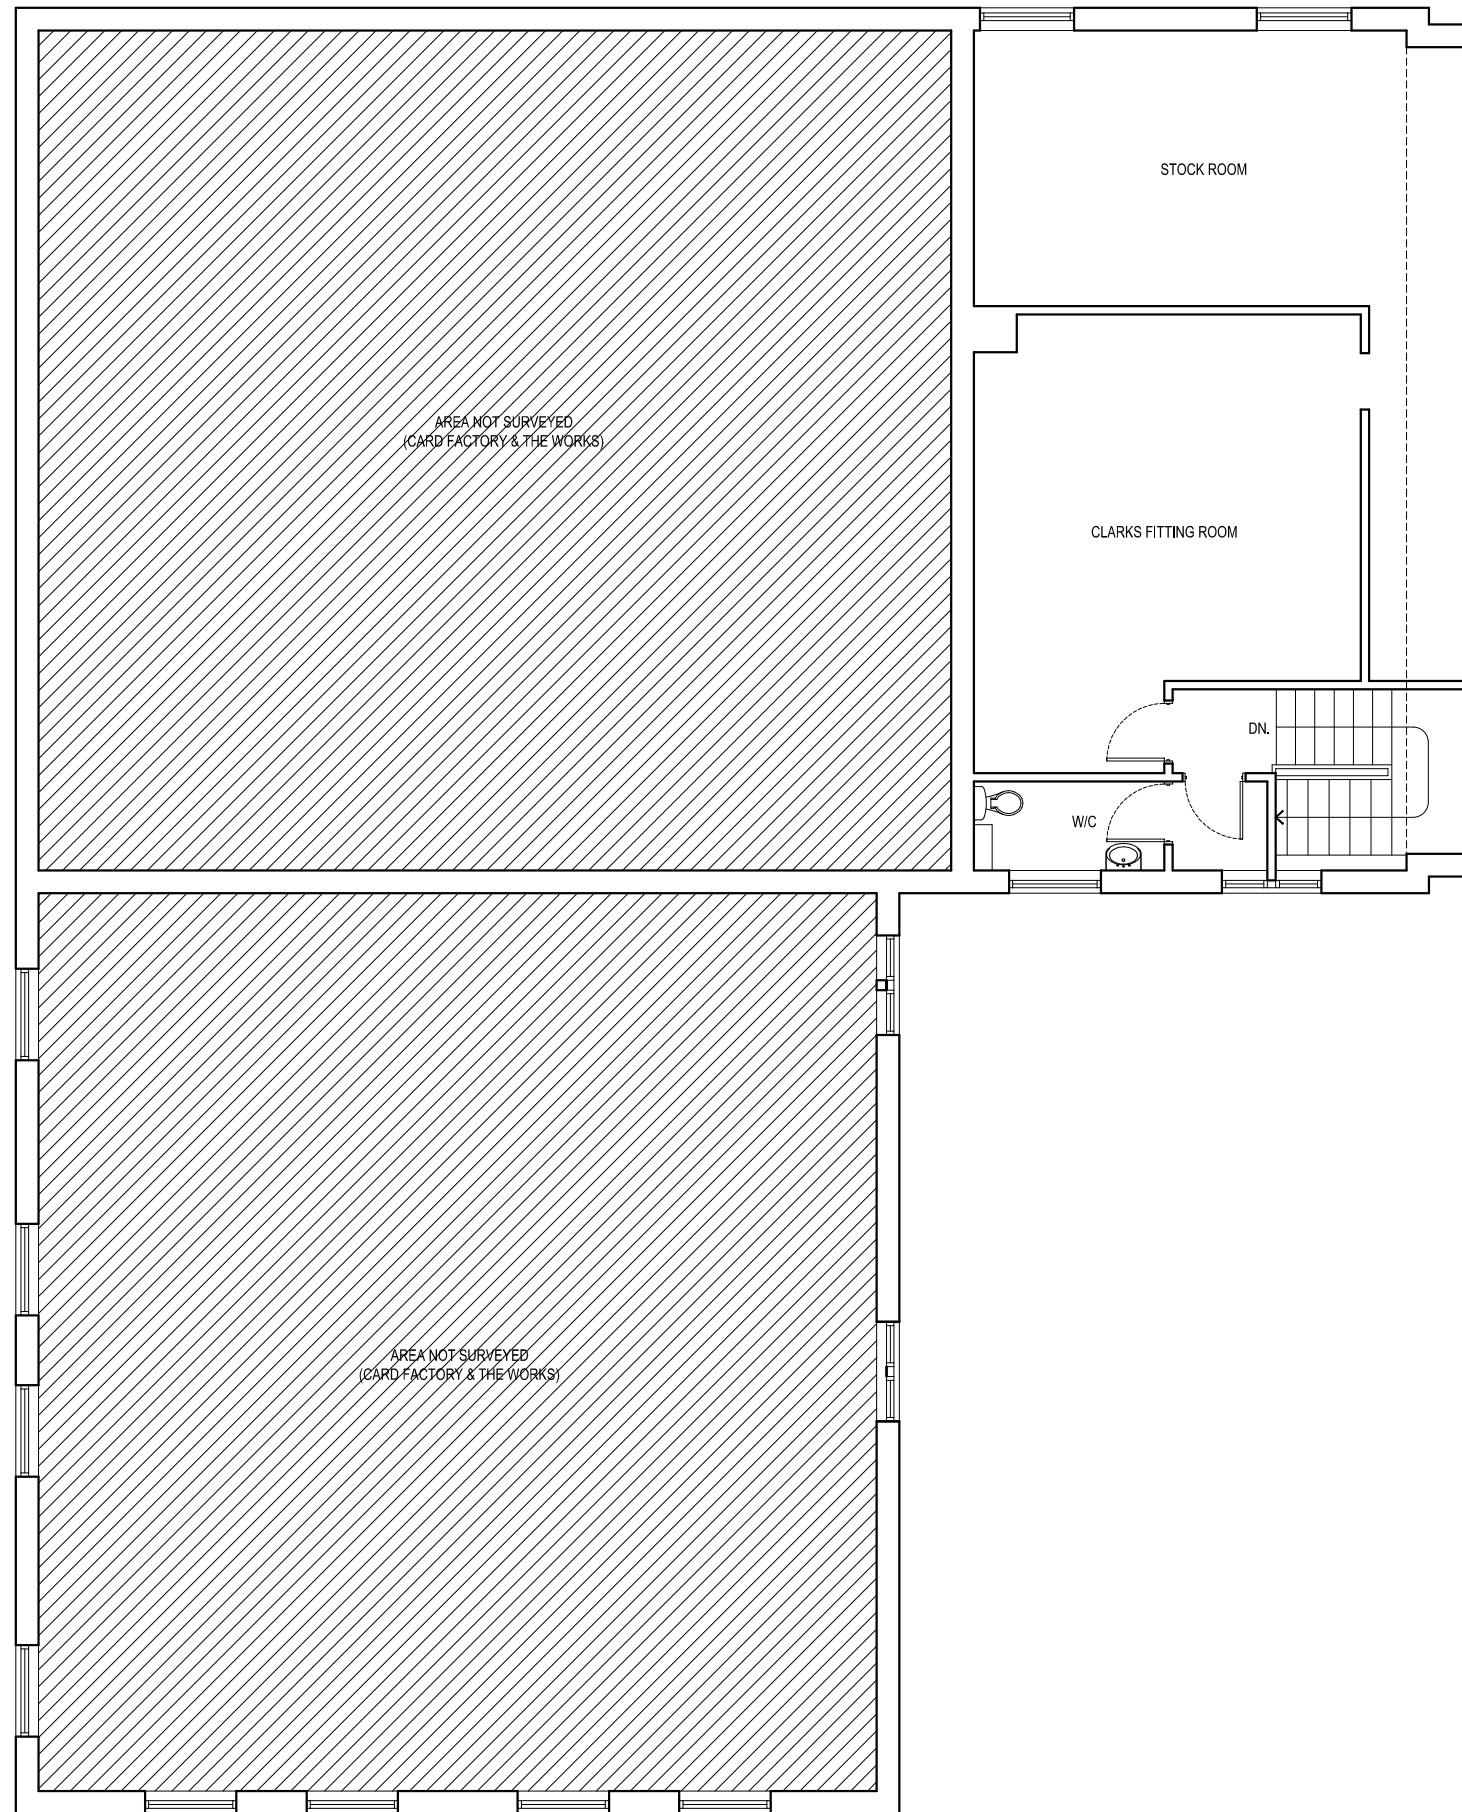 STOCK ROOM
AREA NOT SURVEYED
(CARD FACTORY & THE WORKS)
CLARKS FITTING ROOM
DN.
W/C
AREA NOT SURVEYED
(CARD FACTORY & THE WORKS)